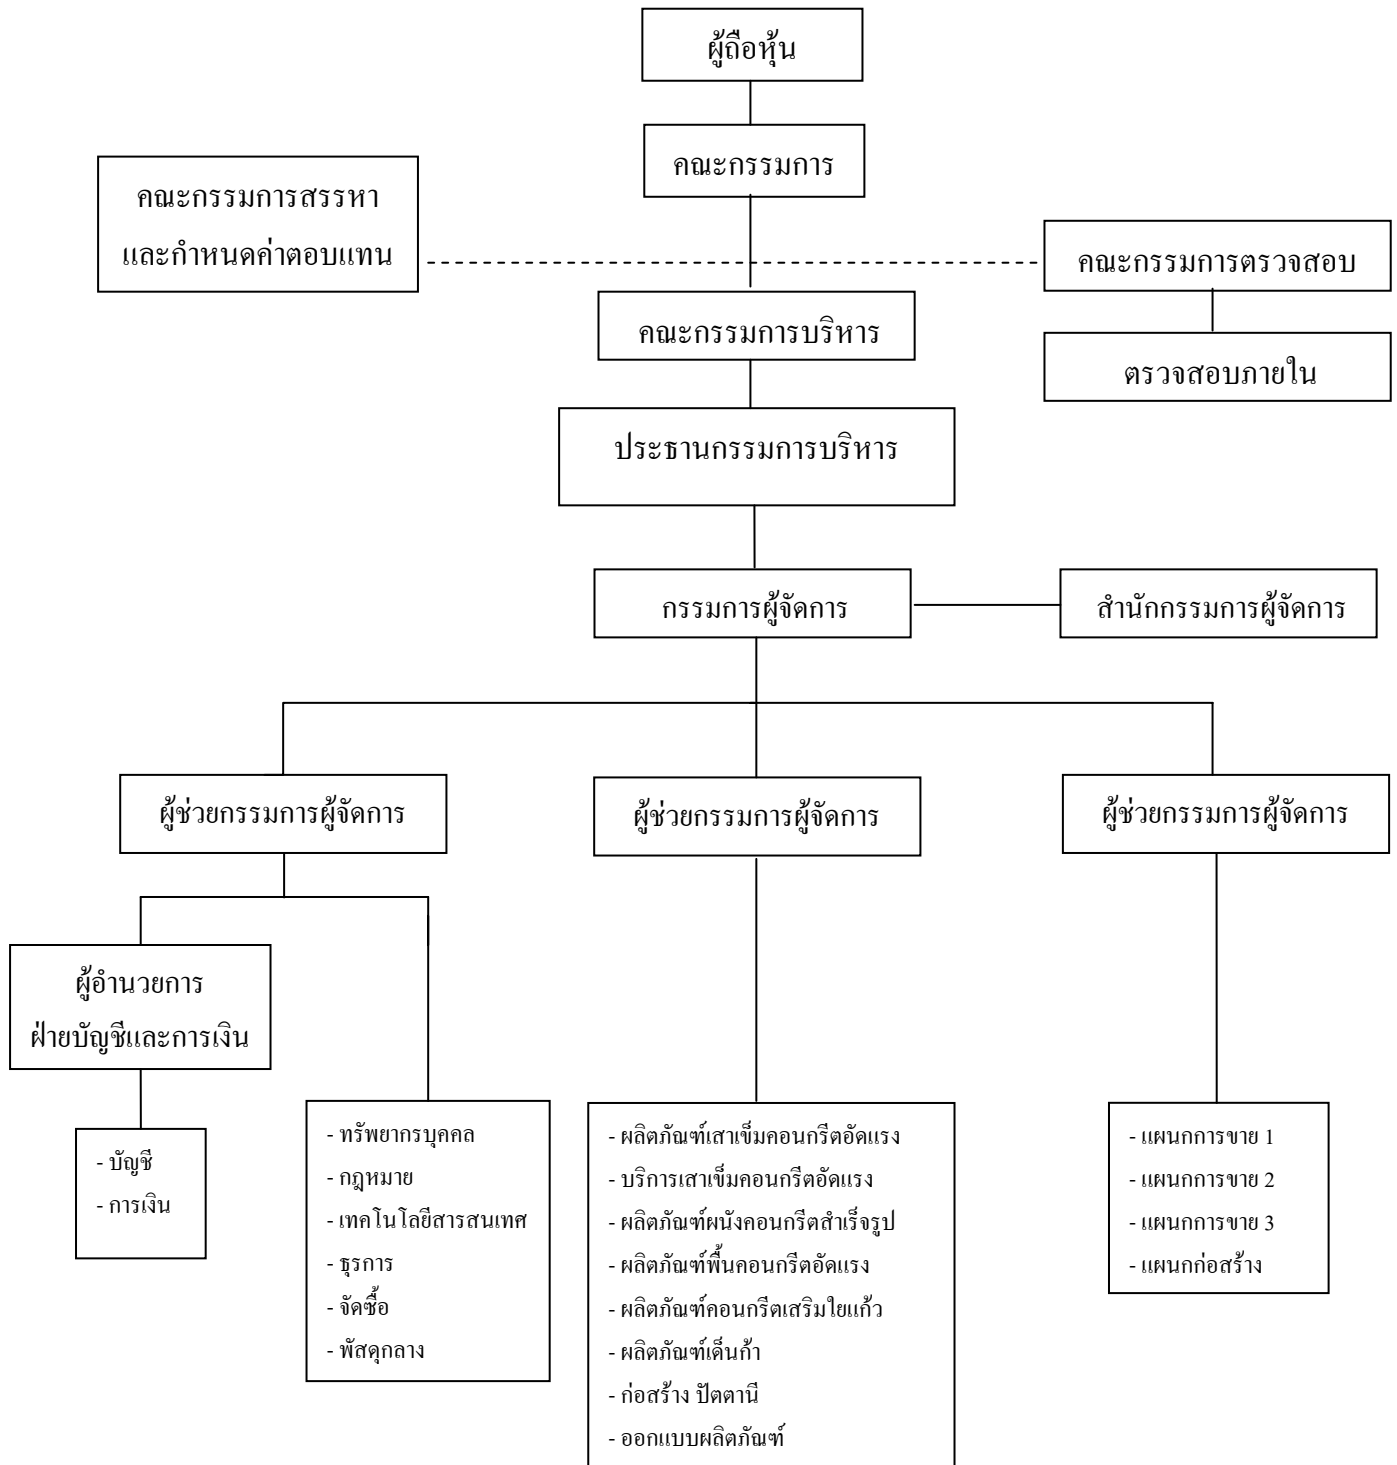 ผู้ถือหุ้น
คณะกรรมการ
คณะกรรมการสรรหา
และกำหนดค่าตอบแทน
คณะกรรมการตรวจสอบ
คณะกรรมการบริหาร
ตรวจสอบภายใน
ประธานกรรมการบริหาร
กรรมการผู้จัดการ
สำนักกรรมการผู้จัดการ
ผู้ช่วยกรรมการผู้จัดการ
ผู้ช่วยกรรมการผู้จัดการ
ผู้ช่วยกรรมการผู้จัดการ
ผู้อำนวยการ
ฝ่ายบัญชีและการเงิน
- บัญชี
- การเงิน
- ทรัพยากรบุคคล
- กฎหมาย
- เทคโนโลยีสารสนเทศ
- ธุรการ
- จัดซื้อ
- พัสดุกลาง
- ผลิตภัณฑ์เสาเข็มคอนกรีตอัดแรง
- บริการเสาเข็มคอนกรีตอัดแรง
- ผลิตภัณฑ์ผนังคอนกรีตสำเร็จรูป
- ผลิตภัณฑ์พื้นคอนกรีตอัดแรง
- ผลิตภัณฑ์คอนกรีตเสริมใยแก้ว
- ผลิตภัณฑ์เด็นก้า
- ก่อสร้าง ปัตตานี
- ออกแบบผลิตภัณฑ์
- แผนกการขาย 1
- แผนกการขาย 2
- แผนกการขาย 3
- แผนกก่อสร้าง